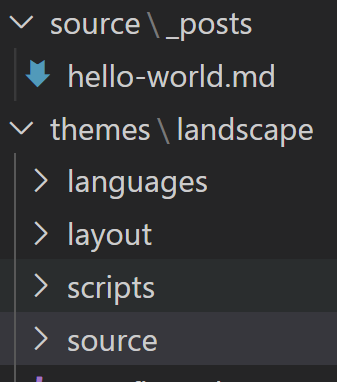 source \ _posts
hello-world.md
themes \ landscape
languages
layout
scripts
source